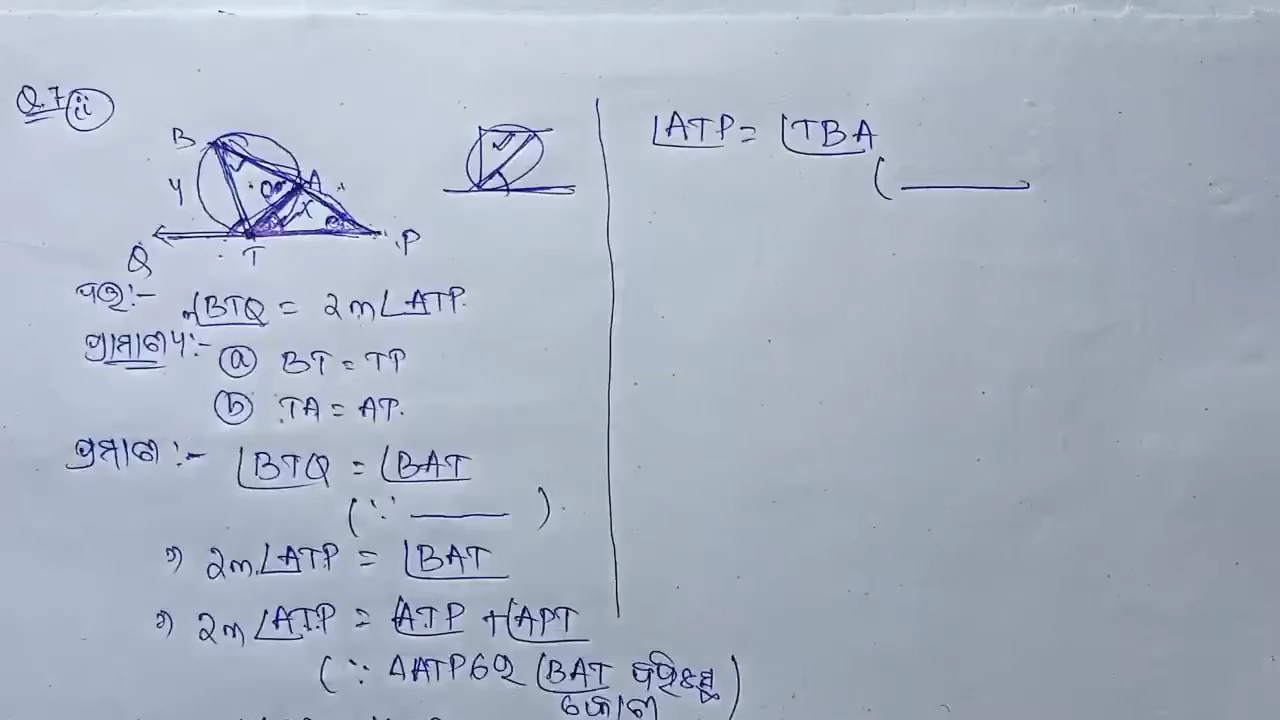 Q.7 (ii)
B
A
Q
T
P
ଦତ୍ତ :- m∠BTQ = 2m∠ATP.
ପ୍ରାମାଣ୍ୟ :- (a) BT = TP
(b) TA = AP.
ପ୍ରମାଣ :- ∠BTQ = ∠BAT
(∵ ——— ).
⇒ 2m∠ATP = ∠BAT
⇒ 2m∠ATP = ∠ATP + ∠APT
(∵ ΔATPରେ ∠BAT ବହିଃସ୍ଥ
କୋଣ)
∠ATP = ∠TBA
( ———